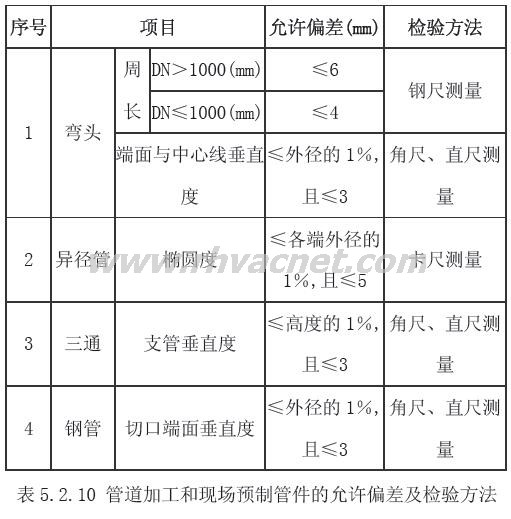 序号 项目 允许偏差(mm) 检验方法
1 弯头 周长 DN＞1000(mm) ≤6 钢尺测量
DN≤1000(mm) ≤4
端面与中心线垂直度 ≤外径的 1%,且≤3 角尺、直尺测量
2 异径管 椭圆度 ≤各端外径的 1%,且≤5 卡尺测量
www.hvacnet.com
3 三通 支管垂直度 ≤高度的 1%,且≤3 角尺、直尺测量
4 钢管 切口端面垂直度 ≤外径的 1%,且≤3 角尺、直尺测量
表 5.2.10 管道加工和现场预制管件的允许偏差及检验方法